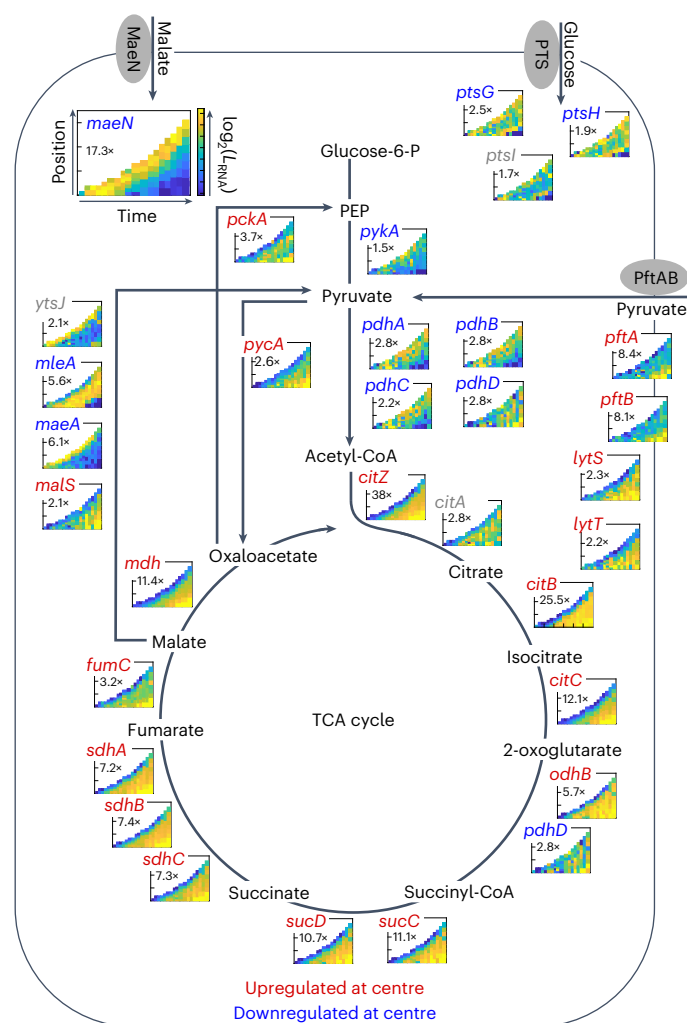 MaeN
Malate
PTS
Glucose
Position
maeN
17.3×
log2(LRNA)
Time
ptsG
2.5×
ptsH
1.9×
ptsI
1.7×
Glucose-6-P
PEP
pckA
3.7×
pykA
1.5×
PftAB
Pyruvate
Pyruvate
ytsJ
2.1×
mleA
5.6×
maeA
6.1×
malS
2.1×
pycA
2.6×
pdhA
2.8×
pdhB
2.8×
pdhC
2.2×
pdhD
2.8×
pftA
8.4×
pftB
8.1×
lytS
2.3×
lytT
2.2×
Acetyl-CoA
citZ
38×
citA
2.8×
Oxaloacetate
Citrate
mdh
11.4×
citB
25.5×
Malate
Isocitrate
fumC
3.2×
citC
12.1×
Fumarate
TCA cycle
2-oxoglutarate
sdhA
7.2×
odhB
5.7×
sdhB
7.4×
pdhD
2.8×
sdhC
7.3×
Succinate
Succinyl-CoA
sucD
10.7×
sucC
11.1×
Upregulated at centre
Downregulated at centre